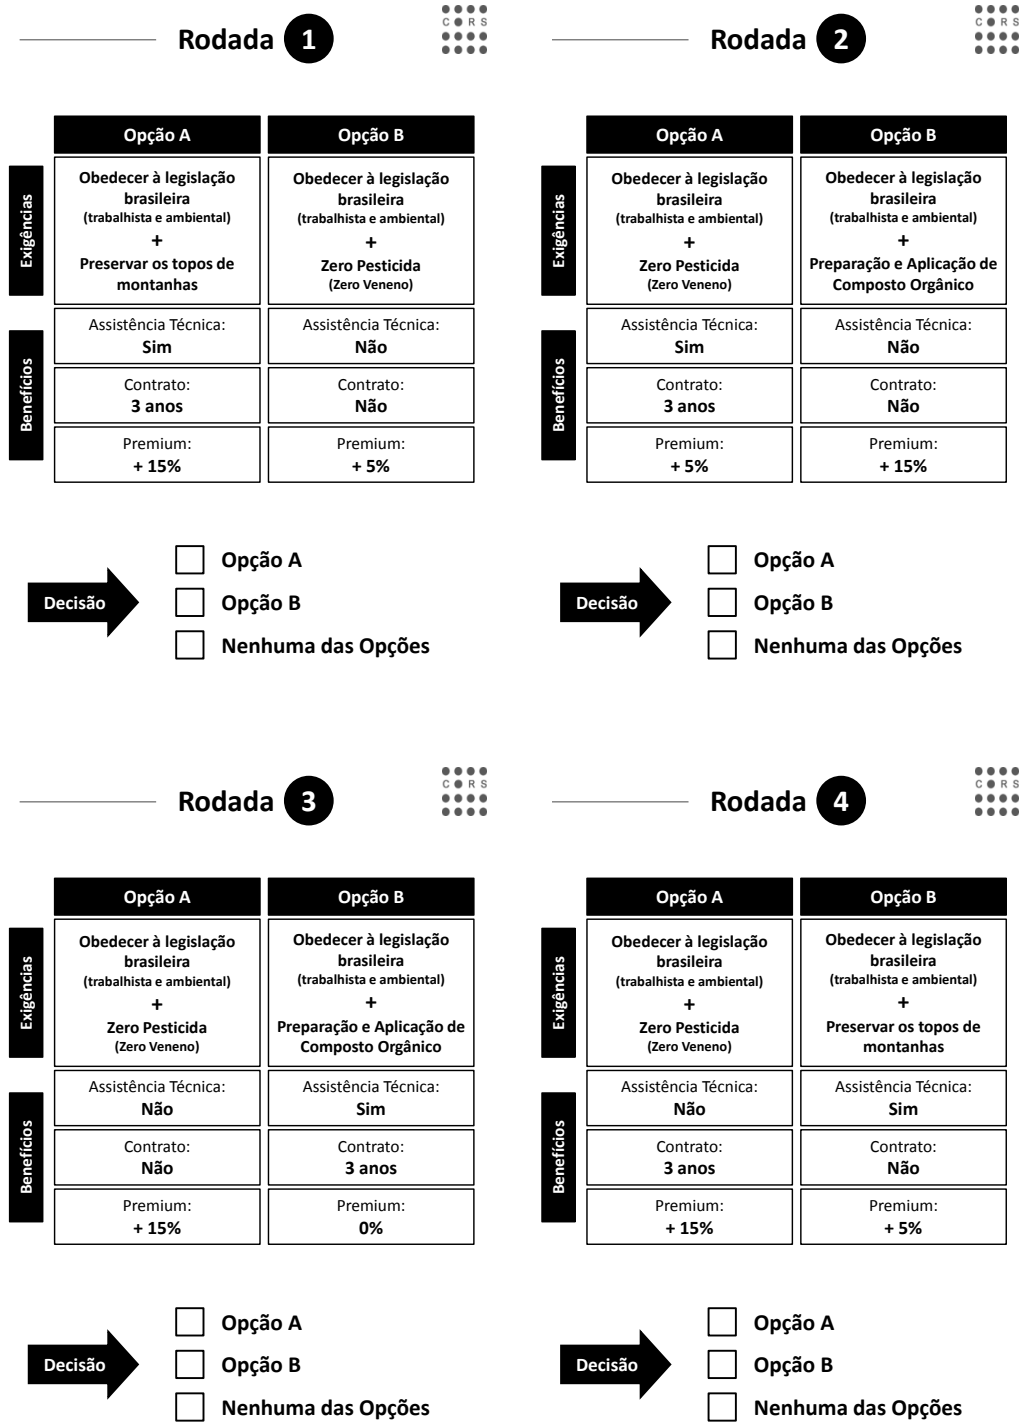 Rodada 1
C R S
Opção A
Opção B
Exigências
Obedecer à legislação
brasileira
(trabalhista e ambiental)
+
Preservar os topos de
montanhas
Obedecer à legislação
brasileira
(trabalhista e ambiental)
+
Zero Pesticida
(Zero Veneno)
Benefícios
Assistência Técnica:
Sim
Assistência Técnica:
Não
Contrato:
3 anos
Contrato:
Não
Premium:
+ 15%
Premium:
+ 5%
Decisão
Opção A
Opção B
Nenhuma das Opções
Rodada 2
C R S
Opção A
Opção B
Exigências
Obedecer à legislação
brasileira
(trabalhista e ambiental)
+
Zero Pesticida
(Zero Veneno)
Obedecer à legislação
brasileira
(trabalhista e ambiental)
+
Preparação e Aplicação de
Composto Orgânico
Benefícios
Assistência Técnica:
Sim
Assistência Técnica:
Não
Contrato:
3 anos
Contrato:
Não
Premium:
+ 5%
Premium:
+ 15%
Decisão
Opção A
Opção B
Nenhuma das Opções
Rodada 3
C R S
Opção A
Opção B
Exigências
Obedecer à legislação
brasileira
(trabalhista e ambiental)
+
Zero Pesticida
(Zero Veneno)
Obedecer à legislação
brasileira
(trabalhista e ambiental)
+
Preparação e Aplicação de
Composto Orgânico
Benefícios
Assistência Técnica:
Não
Assistência Técnica:
Sim
Contrato:
Não
Contrato:
3 anos
Premium:
+ 15%
Premium:
0%
Decisão
Opção A
Opção B
Nenhuma das Opções
Rodada 4
C R S
Opção A
Opção B
Exigências
Obedecer à legislação
brasileira
(trabalhista e ambiental)
+
Zero Pesticida
(Zero Veneno)
Obedecer à legislação
brasileira
(trabalhista e ambiental)
+
Preservar os topos de
montanhas
Benefícios
Assistência Técnica:
Não
Assistência Técnica:
Sim
Contrato:
3 anos
Contrato:
Não
Premium:
+ 15%
Premium:
+ 5%
Decisão
Opção A
Opção B
Nenhuma das Opções